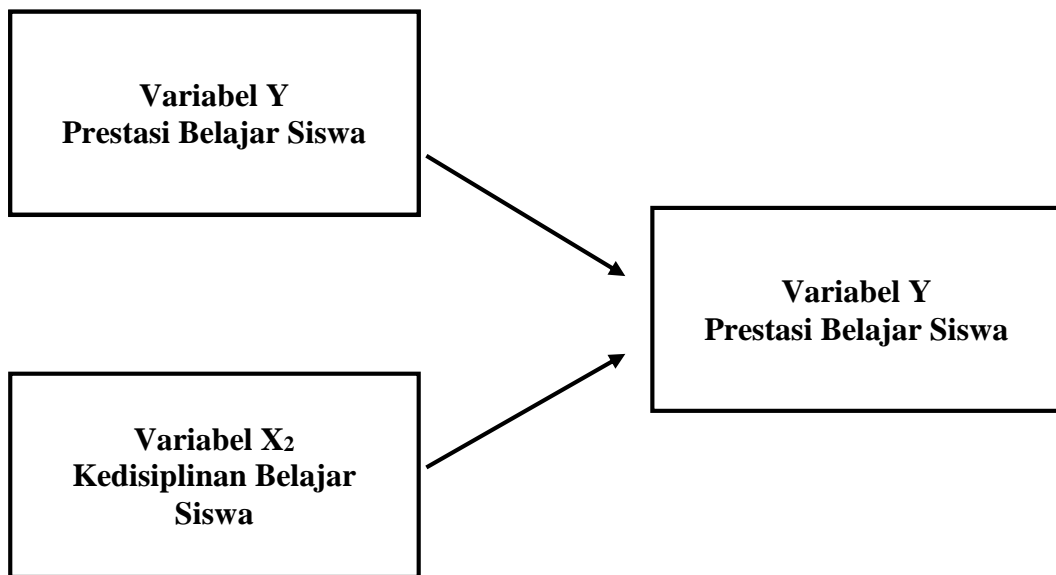 Variabel Y
Prestasi Belajar Siswa
Variabel Y
Prestasi Belajar Siswa
Variabel X2
Kedisiplinan Belajar
Siswa